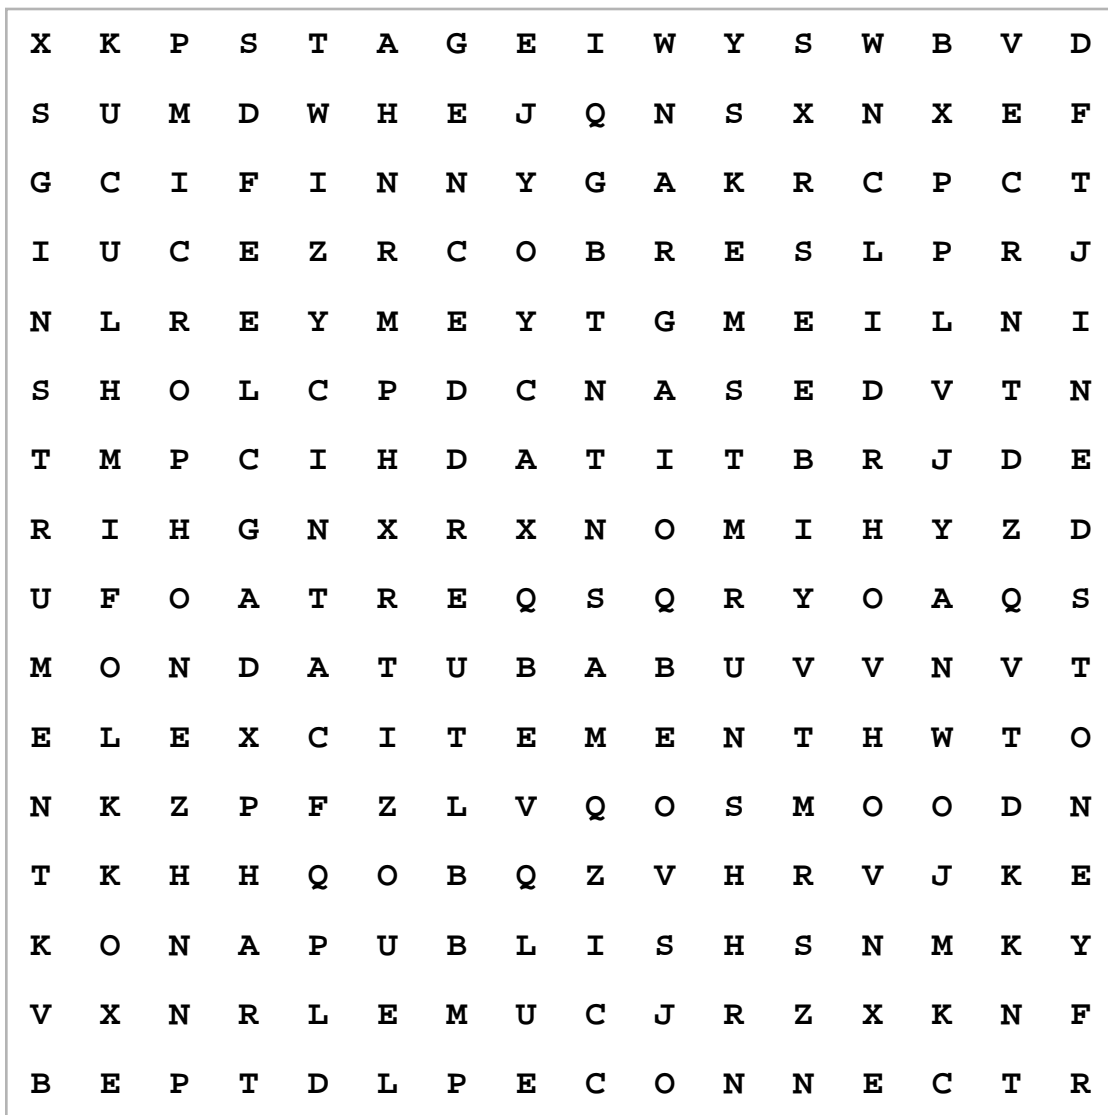 X K P S T A G E I W Y S W B V D
S U M D W H E J Q N S X N X E F
G C I F I N N Y G A K R C P C T
I U C E Z R C O B R E S L P R J
N L R E Y M E Y T G M E I L N I
S H O L C P D C N A S E D V T N
T M P C I H D A T I T B R J D E
R I H G N X R X N O M I H Y Z D
U F O A T R E Q S Q R Y O A Q S
M O N D A T U B A B U V V N V T
E L E X C I T E M E N T H W T O
N K Z P F Z L V Q O S M O O D N
T K H H Q O B Q Z V H R V J K E
K O N A P U B L I S H S N M K Y
V X N R L E M U C J R Z X K N F
B E P T D L P E C O N N E C T R